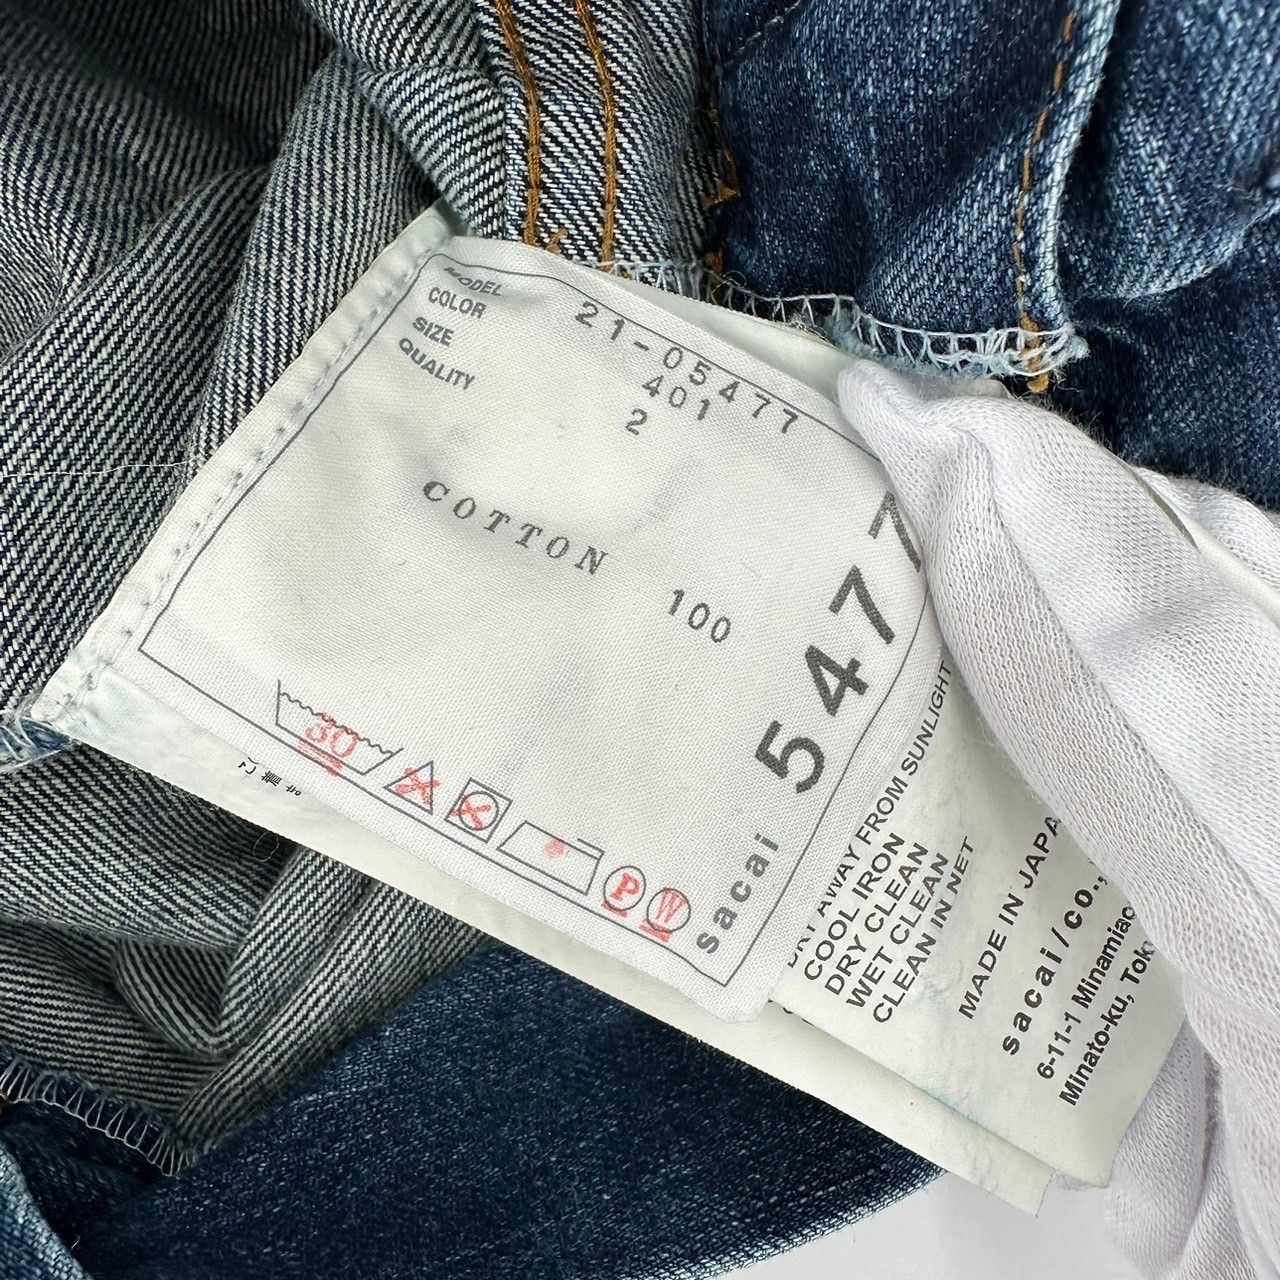 MODEL 21-05477
COLOR 401
SIZE 2
QUALITY
COTTON
100
5477
30
P
W
sacai
AWAY FROM SUNLIGHT
COOL IRON
DRY CLEAN
WET CLEAN
CLEAN IN NET
MADE IN JAPA
sacai/co.,
6-11-1 Minamiao
Minato-ku, Tok